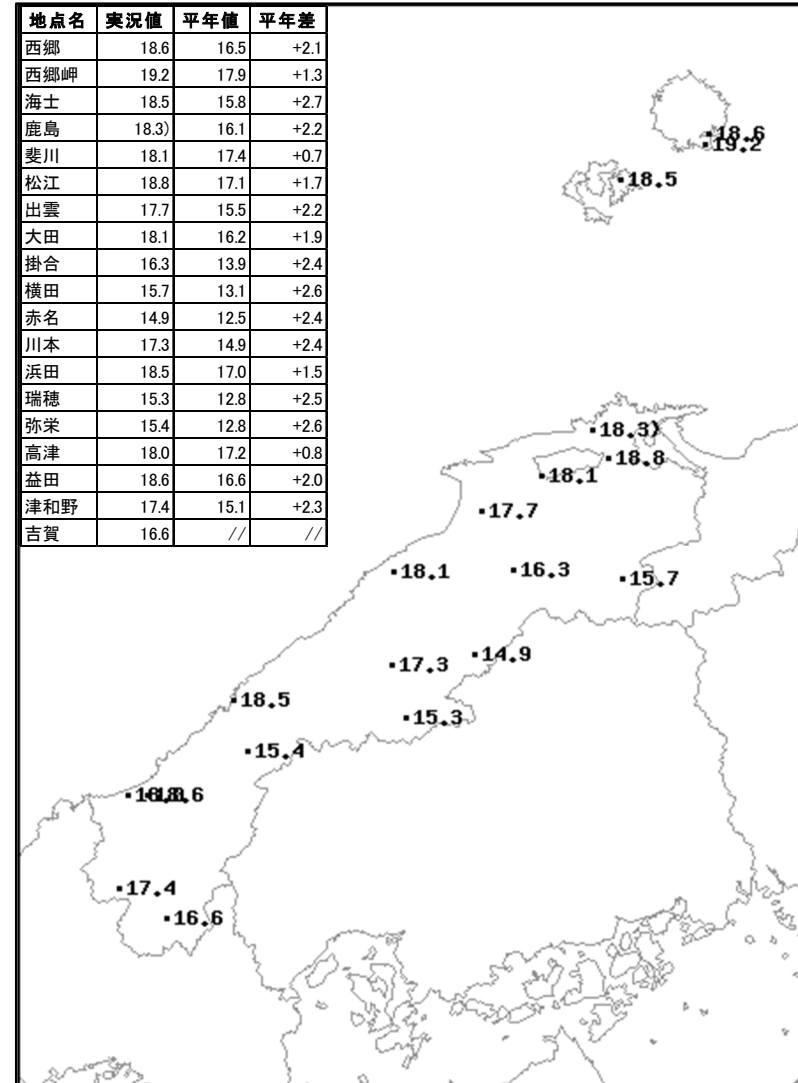 地点名 実況値 平年値 平年差
西郷 18.6 16.5 +2.1
西郷岬 19.2 17.9 +1.3
海士 18.5 15.8 +2.7
鹿島 18.3) 16.1 +2.2
斐川 18.1 17.4 +0.7
松江 18.8 17.1 +1.7
出雲 17.7 15.5 +2.2
大田 18.1 16.2 +1.9
掛合 16.3 13.9 +2.4
横田 15.7 13.1 +2.6
赤名 14.9 12.5 +2.4
川本 17.3 14.9 +2.4
浜田 18.5 17.0 +1.5
瑞穂 15.3 12.8 +2.5
弥栄 15.4 12.8 +2.6
高津 18.0 17.2 +0.8
益田 18.6 16.6 +2.0
津和野 17.4 15.1 +2.3
吉賀 16.6 // //
18.6
19.2
18.5
18.3)
18.8
18.1
17.7
18.1
16.3
15.7
14.9
17.3
18.5
15.3
15.4
18.0
18.6
17.4
16.6